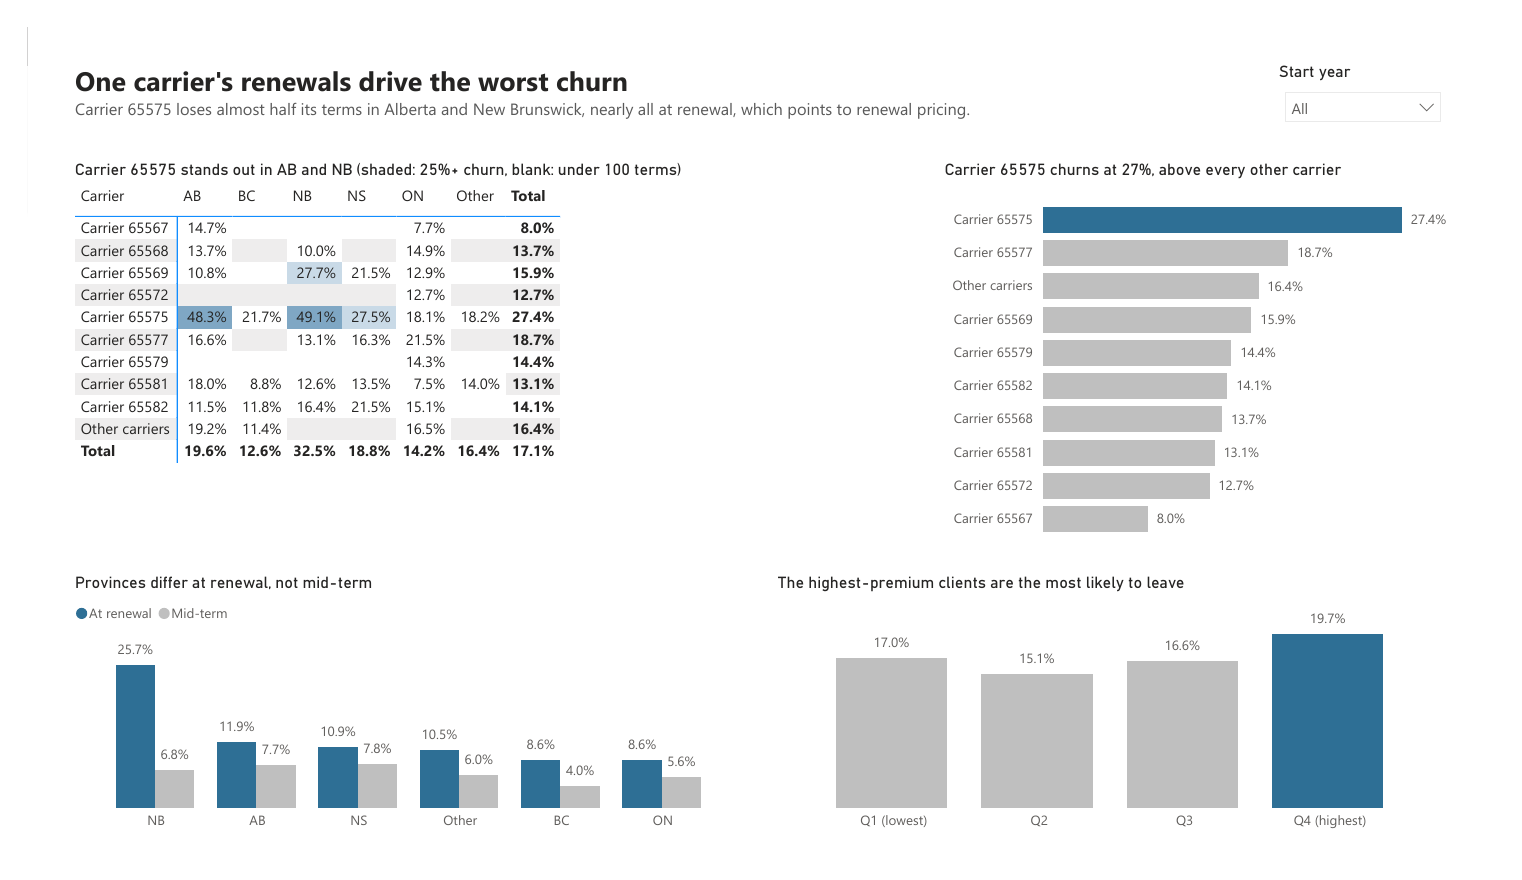 One carrier's renewals drive the worst churn
Carrier 65575 loses almost half its terms in Alberta and New Brunswick, nearly all at renewal, which points to renewal pricing.
Start year
All
Carrier 65575 stands out in AB and NB (shaded: 25%+ churn, blank: under 100 terms)
Carrier AB BC NB NS ON Other Total
Carrier 65567 14.7% 7.7% 8.0%
Carrier 65568 13.7% 10.0% 14.9% 13.7%
Carrier 65569 10.8% 27.7% 21.5% 12.9% 15.9%
Carrier 65572 12.7% 12.7%
Carrier 65575 48.3% 21.7% 49.1% 27.5% 18.1% 18.2% 27.4%
Carrier 65577 16.6% 13.1% 16.3% 21.5% 18.7%
Carrier 65579 14.3% 14.4%
Carrier 65581 18.0% 8.8% 12.6% 13.5% 7.5% 14.0% 13.1%
Carrier 65582 11.5% 11.8% 16.4% 21.5% 15.1% 14.1%
Other carriers 19.2% 11.4% 16.5% 16.4%
Total 19.6% 12.6% 32.5% 18.8% 14.2% 16.4% 17.1%
Carrier 65575 churns at 27%, above every other carrier
Carrier 65575 27.4%
Carrier 65577 18.7%
Other carriers 16.4%
Carrier 65569 15.9%
Carrier 65579 14.4%
Carrier 65582 14.1%
Carrier 65568 13.7%
Carrier 65581 13.1%
Carrier 65572 12.7%
Carrier 65567 8.0%
Provinces differ at renewal, not mid-term
At renewal Mid-term
25.7% 6.8% 11.9% 7.7% 10.9% 7.8% 10.5% 6.0% 8.6% 4.0% 8.6% 5.6%
NB AB NS Other BC ON
The highest-premium clients are the most likely to leave
17.0% 15.1% 16.6% 19.7%
Q1 (lowest) Q2 Q3 Q4 (highest)